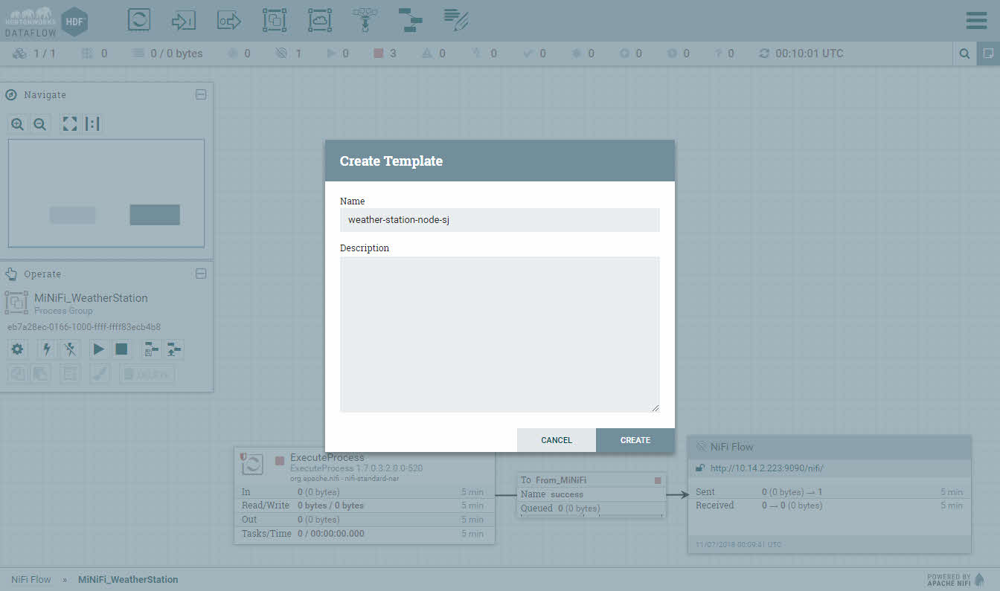 HORTONWORKS
DATAFLOW
HDF
1 / 1 0 0 / 0 bytes 0 1 0 3 0 0 0 0 0 0 0 00:10:01 UTC
Navigate
Operate
MiNiFi_WeatherStation
Process Group
eb7a28ec-0166-1000-ffff-ffff83ecb4b8
DELETE
Create Template
Name
weather-station-node-sj
Description
CANCEL CREATE
ExecuteProcess
ExecuteProcess 1.7.0.3.2.0.0-520
org.apache.nifi - nifi-standard-nar
In 0 (0 bytes) 5 min
Read/Write 0 bytes / 0 bytes 5 min
Out 0 (0 bytes) 5 min
Tasks/Time 0 / 00:00:00.000 5 min
To From_MiNiFi
Name success
Queued 0 (0 bytes)
NiFi Flow
http://10.14.2.223:9090/nifi/
Sent 0 (0 bytes) → 1 5 min
Received 0 → 0 (0 bytes) 5 min
11/07/2018 00:09:41 UTC
NiFi Flow » MiNiFi_WeatherStation
POWERED BY
APACHE NIFI